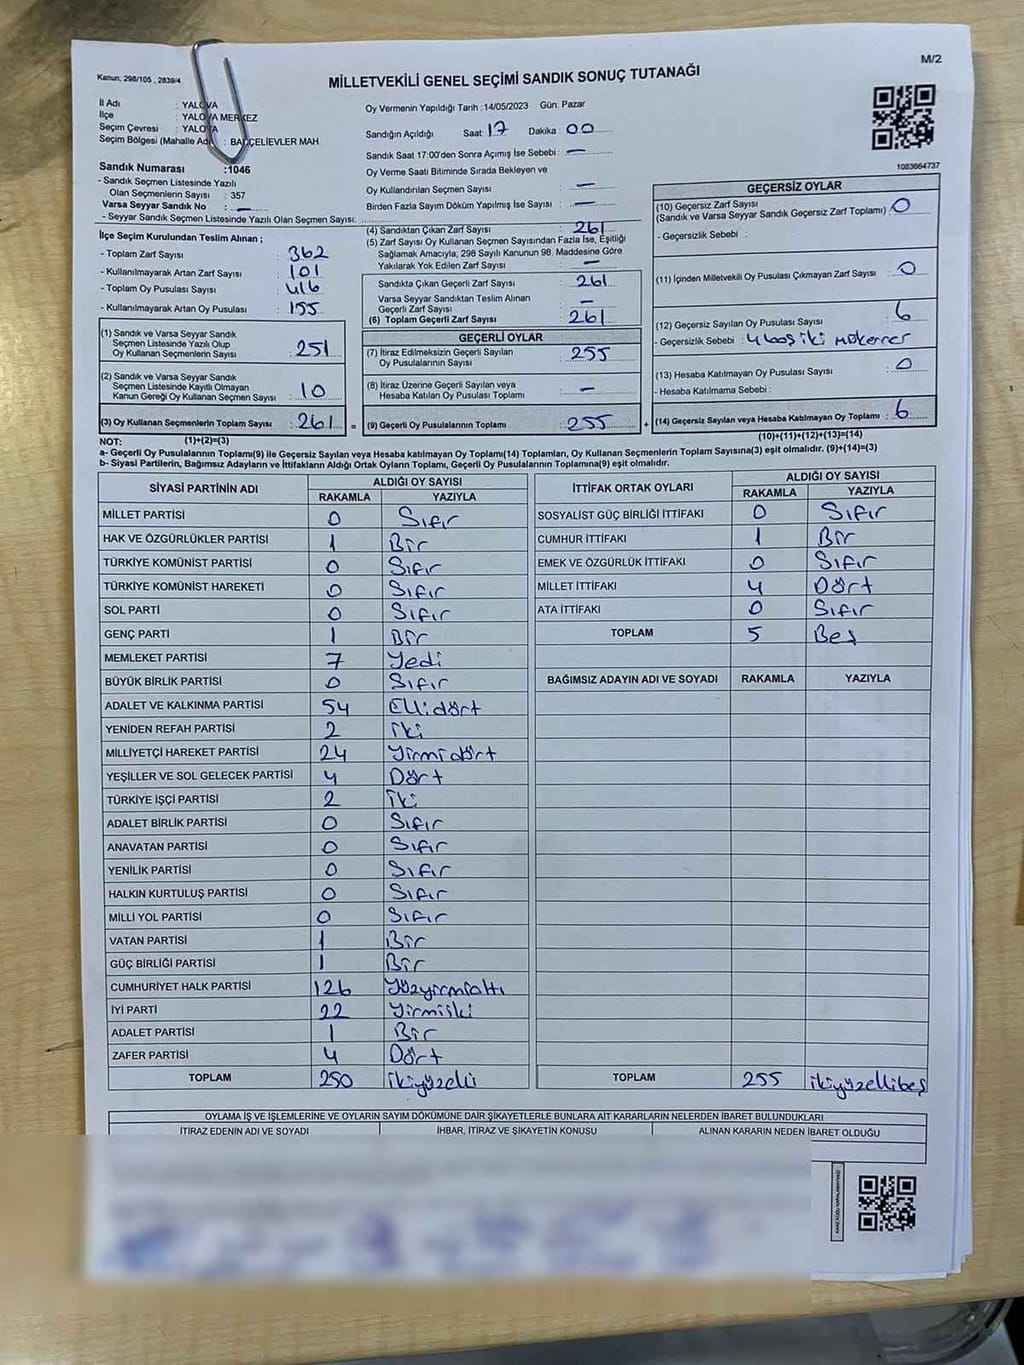 M/2
Kanun; 298/105 , 2839/4
MİLLETVEKİLİ GENEL SEÇİMİ SANDIK SONUÇ TUTANAĞI
İl Adı : YALOVA
İlçe : YALOVA MERKEZ
Seçim Çevresi : YALOVA
Seçim Bölgesi (Mahalle Adı) : BAHÇELİEVLER MAH.
Sandık Numarası :1046
- Sandık Seçmen Listesinde Yazılı
Olan Seçmenlerin Sayısı : 357
Varsa Seyyar Sandık No : —
- Seyyar Sandık Seçmen Listesinde Yazılı Olan Seçmen Sayısı:
Oy Vermenin Yapıldığı Tarih :14/05/2023 Gün: Pazar
Sandığın Açıldığı Saat : 17 Dakika : 00
Sandık Saat 17:00'den Sonra Açımış İse Sebebi : —
Oy Verme Saati Bitiminde Sırada Bekleyen ve
Oy Kullandırılan Seçmen Sayısı : —
Birden Fazla Sayım Döküm Yapılmış İse Sayısı : —
1083664737
İlçe Seçim Kurulundan Teslim Alınan ;
- Toplam Zarf Sayısı : 362
- Kullanılmayarak Artan Zarf Sayısı : 101
- Toplam Oy Pusulası Sayısı : 416
- Kullanılmayarak Artan Oy Pusulası : 155
(1) Sandık ve Varsa Seyyar Sandık
Seçmen Listesinde Yazılı Olup
Oy Kullanan Seçmenlerin Sayısı : 251
(2) Sandık ve Varsa Seyyar Sandık
Seçmen Listesinde Kayıtlı Olmayan
Kanun Gereği Oy Kullanan Seçmen Sayısı : 10
(3) Oy Kullanan Seçmenlerin Toplam Sayısı : 261 =
(4) Sandıktan Çıkan Zarf Sayısı : 261
(5) Zarf Sayısı Oy Kullanan Seçmen Sayısından Fazla İse, Eşitliği
Sağlamak Amacıyla, 298 Sayılı Kanunun 98. Maddesine Göre
Yakılarak Yok Edilen Zarf Sayısı : —
Sandıkta Çıkan Geçerli Zarf Sayısı : 261
Varsa Seyyar Sandıktan Teslim Alınan
Geçerli Zarf Sayısı : —
(6) Toplam Geçerli Zarf Sayısı : 261
GEÇERLİ OYLAR
(7) İtiraz Edilmeksizin Geçerli Sayılan
Oy Pusulalarının Sayısı : 255
(8) İtiraz Üzerine Geçerli Sayılan veya
Hesaba Katılan Oy Pusulası Toplamı : —
(9) Geçerli Oy Pusulalarının Toplamı : 255 +
GEÇERSİZ OYLAR
(10) Geçersiz Zarf Sayısı
(Sandık ve Varsa Seyyar Sandık Geçersiz Zarf Toplamı) : 0
- Geçersizlik Sebebi :
(11) İçinden Milletvekili Oy Pusulası Çıkmayan Zarf Sayısı : 0
(12) Geçersiz Sayılan Oy Pusulası Sayısı : 6
- Geçersizlik Sebebi : 4 boş iki mükerrer
(13) Hesaba Katılmayan Oy Pusulası Sayısı : 0
- Hesaba Katılmama Sebebi :
(14) Geçersiz Sayılan veya Hesaba Katılmayan Oy Toplamı : 6
NOT: (1)+(2)=(3) (10)+(11)+(12)+(13)=(14)
a- Geçerli Oy Pusulalarının Toplamı(9) ile Geçersiz Sayılan veya Hesaba katılmayan Oy Toplamı(14) Toplamları, Oy Kullanan Seçmenlerin Toplam Sayısına(3) eşit olmalıdır. (9)+(14)=(3)
b- Siyasi Partilerin, Bağımsız Adayların ve İttifakların Aldığı Ortak Oyların Toplamı, Geçerli Oy Pusulalarının Toplamına(9) eşit olmalıdır.
SİYASİ PARTİNİN ADI ALDIĞI OY SAYISI
RAKAMLA YAZIYLA
MİLLET PARTİSİ 0 Sıfır
HAK VE ÖZGÜRLÜKLER PARTİSİ 1 Bir
TÜRKİYE KOMÜNİST PARTİSİ 0 Sıfır
TÜRKİYE KOMÜNİST HAREKETİ 0 Sıfır
SOL PARTİ 0 Sıfır
GENÇ PARTİ 1 Bir
MEMLEKET PARTİSİ 7 Yedi
BÜYÜK BİRLİK PARTİSİ 0 Sıfır
ADALET VE KALKINMA PARTİSİ 54 Ellidört
YENİDEN REFAH PARTİSİ 2 İki
MİLLİYETÇİ HAREKET PARTİSİ 24 Yirmidört
YEŞİLLER VE SOL GELECEK PARTİSİ 4 Dört
TÜRKİYE İŞÇİ PARTİSİ 2 İki
ADALET BİRLİK PARTİSİ 0 Sıfır
ANAVATAN PARTİSİ 0 Sıfır
YENİLİK PARTİSİ 0 Sıfır
HALKIN KURTULUŞ PARTİSİ 0 Sıfır
MİLLİ YOL PARTİSİ 0 Sıfır
VATAN PARTİSİ 1 Bir
GÜÇ BİRLİĞİ PARTİSİ 1 Bir
CUMHURİYET HALK PARTİSİ 126 Yüzyirmialtı
İYİ PARTİ 22 Yirmiiki
ADALET PARTİSİ 1 Bir
ZAFER PARTİSİ 4 Dört
TOPLAM 250 ikiyüzelli
İTTİFAK ORTAK OYLARI ALDIĞI OY SAYISI
RAKAMLA YAZIYLA
SOSYALİST GÜÇ BİRLİĞİ İTTİFAKI 0 Sıfır
CUMHUR İTTİFAKI 1 Bir
EMEK VE ÖZGÜRLÜK İTTİFAKI 0 Sıfır
MİLLET İTTİFAKI 4 Dört
ATA İTTİFAKI 0 Sıfır
TOPLAM 5 Beş
BAĞIMSIZ ADAYIN ADI VE SOYADI RAKAMLA YAZIYLA
TOPLAM 255 ikiyüzellibeş
OYLAMA İŞ VE İŞLEMLERİNE VE OYLARIN SAYIM DÖKÜMÜNE DAİR ŞİKAYETLERLE BUNLARA AİT KARARLARIN NELERDEN İBARET BULUNDUKLARI
İTİRAZ EDENİN ADI VE SOYADI İHBAR, İTİRAZ VE ŞİKAYETİN KONUSU ALINAN KARARIN NEDEN İBARET OLDUĞU